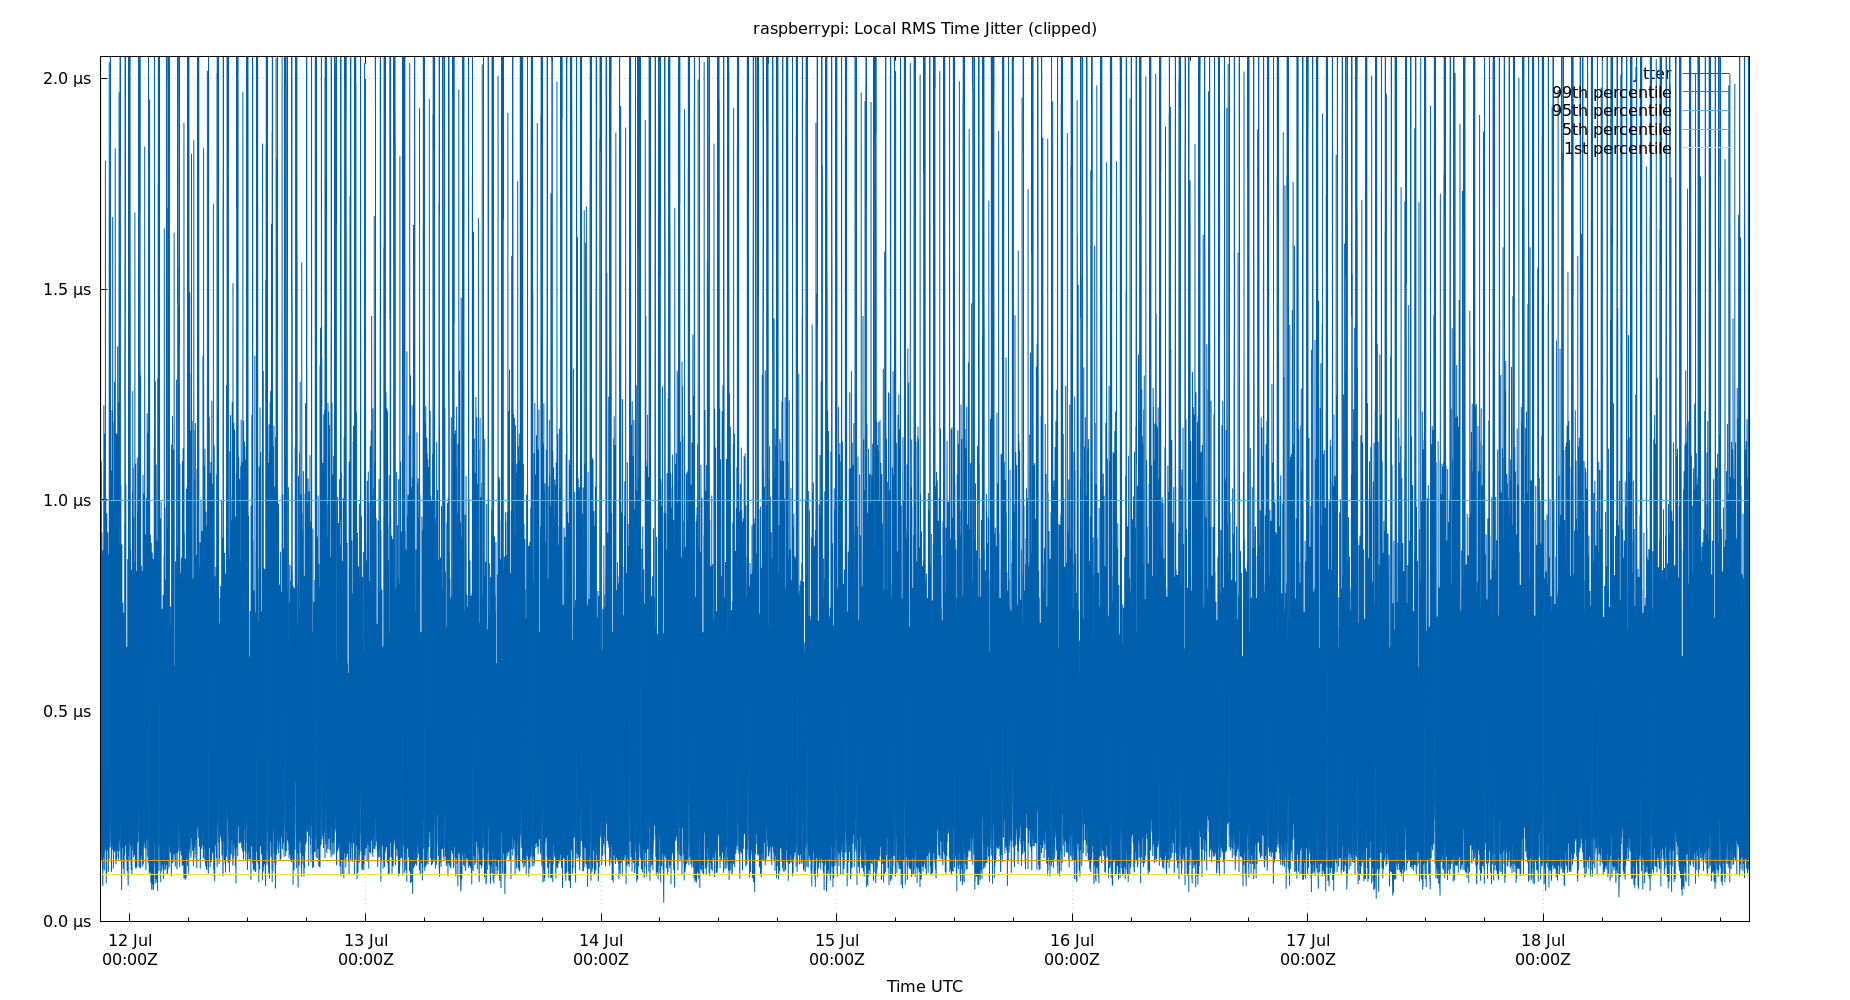 raspberrypi: Local RMS Time Jitter (clipped)
2.0 µs
1.5 µs
1.0 µs
0.5 µs
0.0 µs
jitter
99th percentile
95th percentile
5th percentile
1st percentile
12 Jul
00:00Z
13 Jul
00:00Z
14 Jul
00:00Z
15 Jul
00:00Z
16 Jul
00:00Z
17 Jul
00:00Z
18 Jul
00:00Z
Time UTC